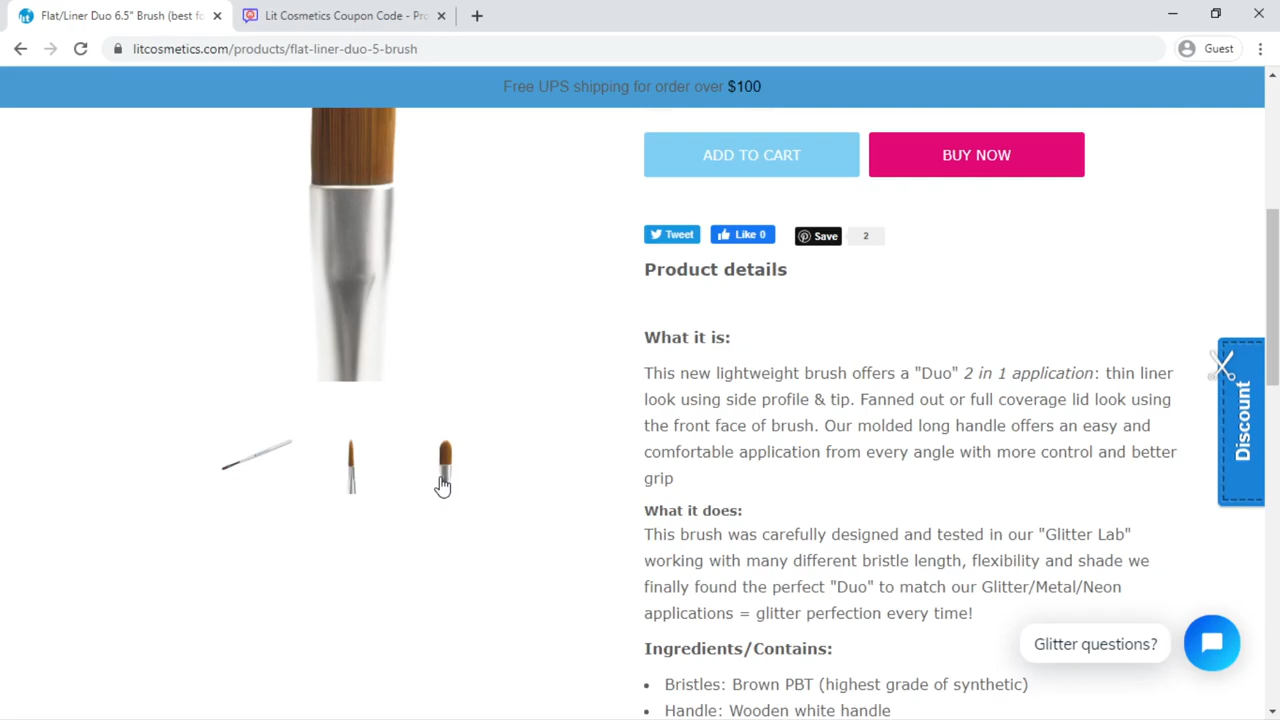 Flat/Liner Duo 6.5" Brush (best fo
Lit Cosmetics Coupon Code - Pro
litcosmetics.com/products/flat-liner-duo-5-brush
Guest
Free UPS shipping for order over $100
ADD TO CART
BUY NOW
Tweet
Like 0
Save
2
Product details
What it is:
This new lightweight brush offers a "Duo" 2 in 1 application: thin liner
look using side profile & tip. Fanned out or full coverage lid look using
the front face of brush. Our molded long handle offers an easy and
comfortable application from every angle with more control and better
grip
What it does:
This brush was carefully designed and tested in our "Glitter Lab"
working with many different bristle length, flexibility and shade we
finally found the perfect "Duo" to match our Glitter/Metal/Neon
applications = glitter perfection every time!
Ingredients/Contains:
• Bristles: Brown PBT (highest grade of synthetic)
• Handle: Wooden white handle
Discount
Glitter questions?